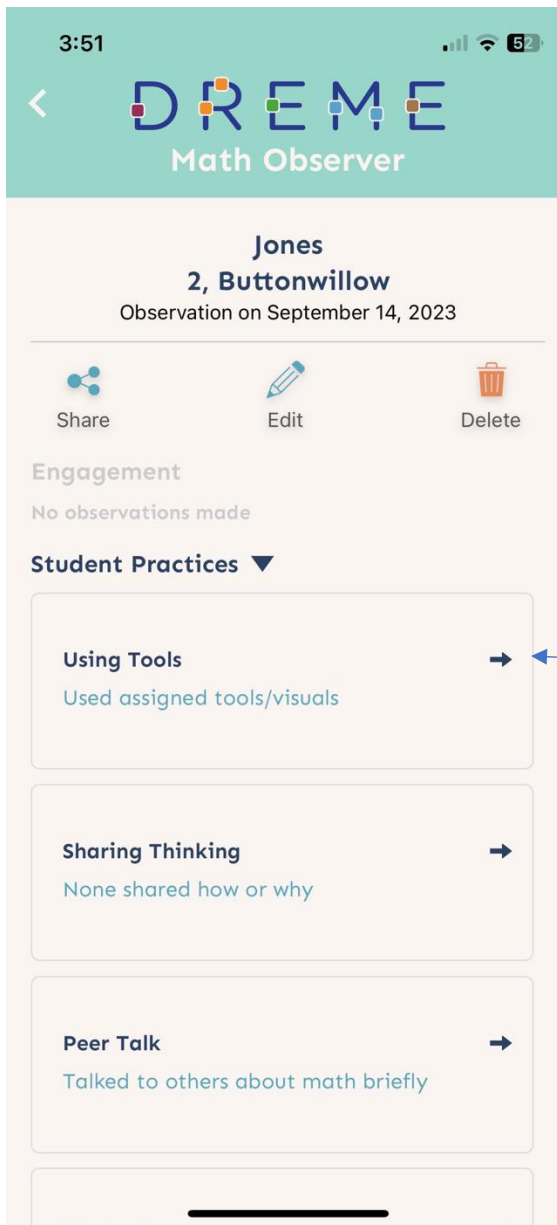 3:51
52
DREME
Math Observer
Jones
2, Buttonwillow
Observation on September 14, 2023
Share Edit Delete
Engagement
No observations made
Student Practices
Using Tools
Used assigned tools/visuals
Sharing Thinking
None shared how or why
Peer Talk
Talked to others about math briefly